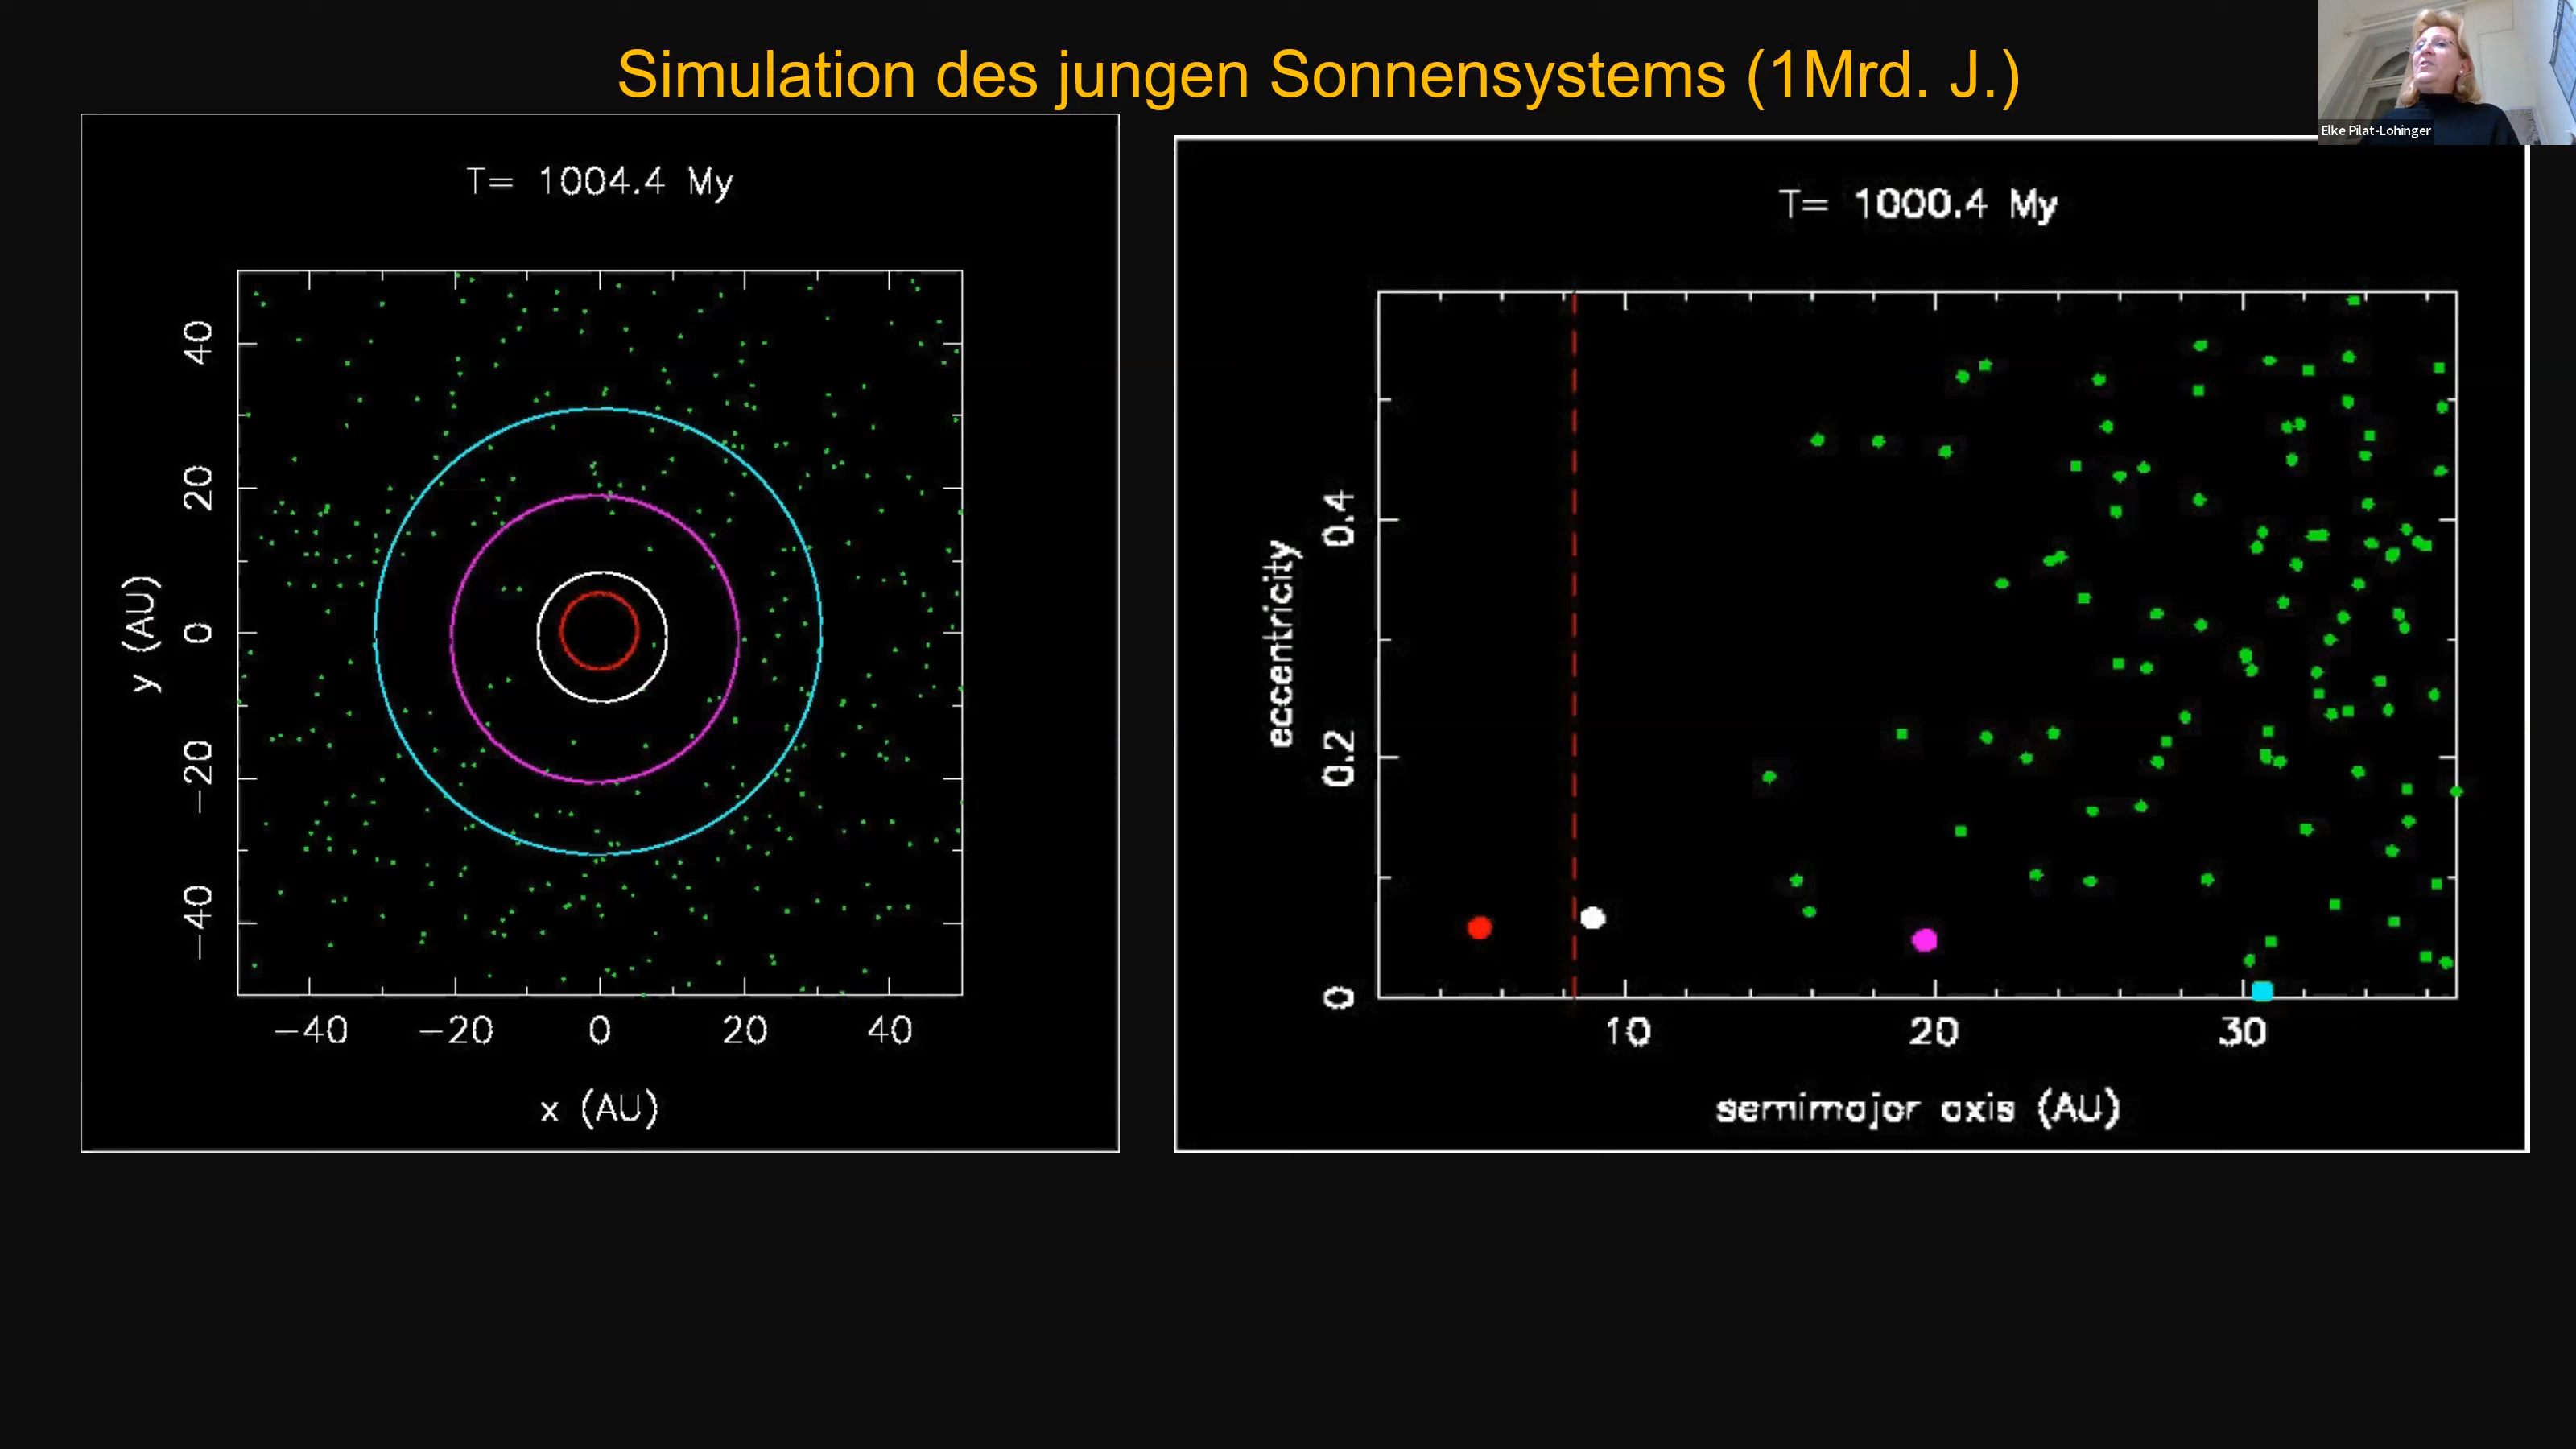 Simulation des jungen Sonnensystems (1Mrd. J.)
Elke Pilat-Lohinger
T= 1004.4 My
y (AU)
40
20
0
−20
−40
−40 −20 0 20 40
x (AU)
T= 1000.4 My
eccentricity
0.4
0.2
0
10 20 30
semimajor axis (AU)